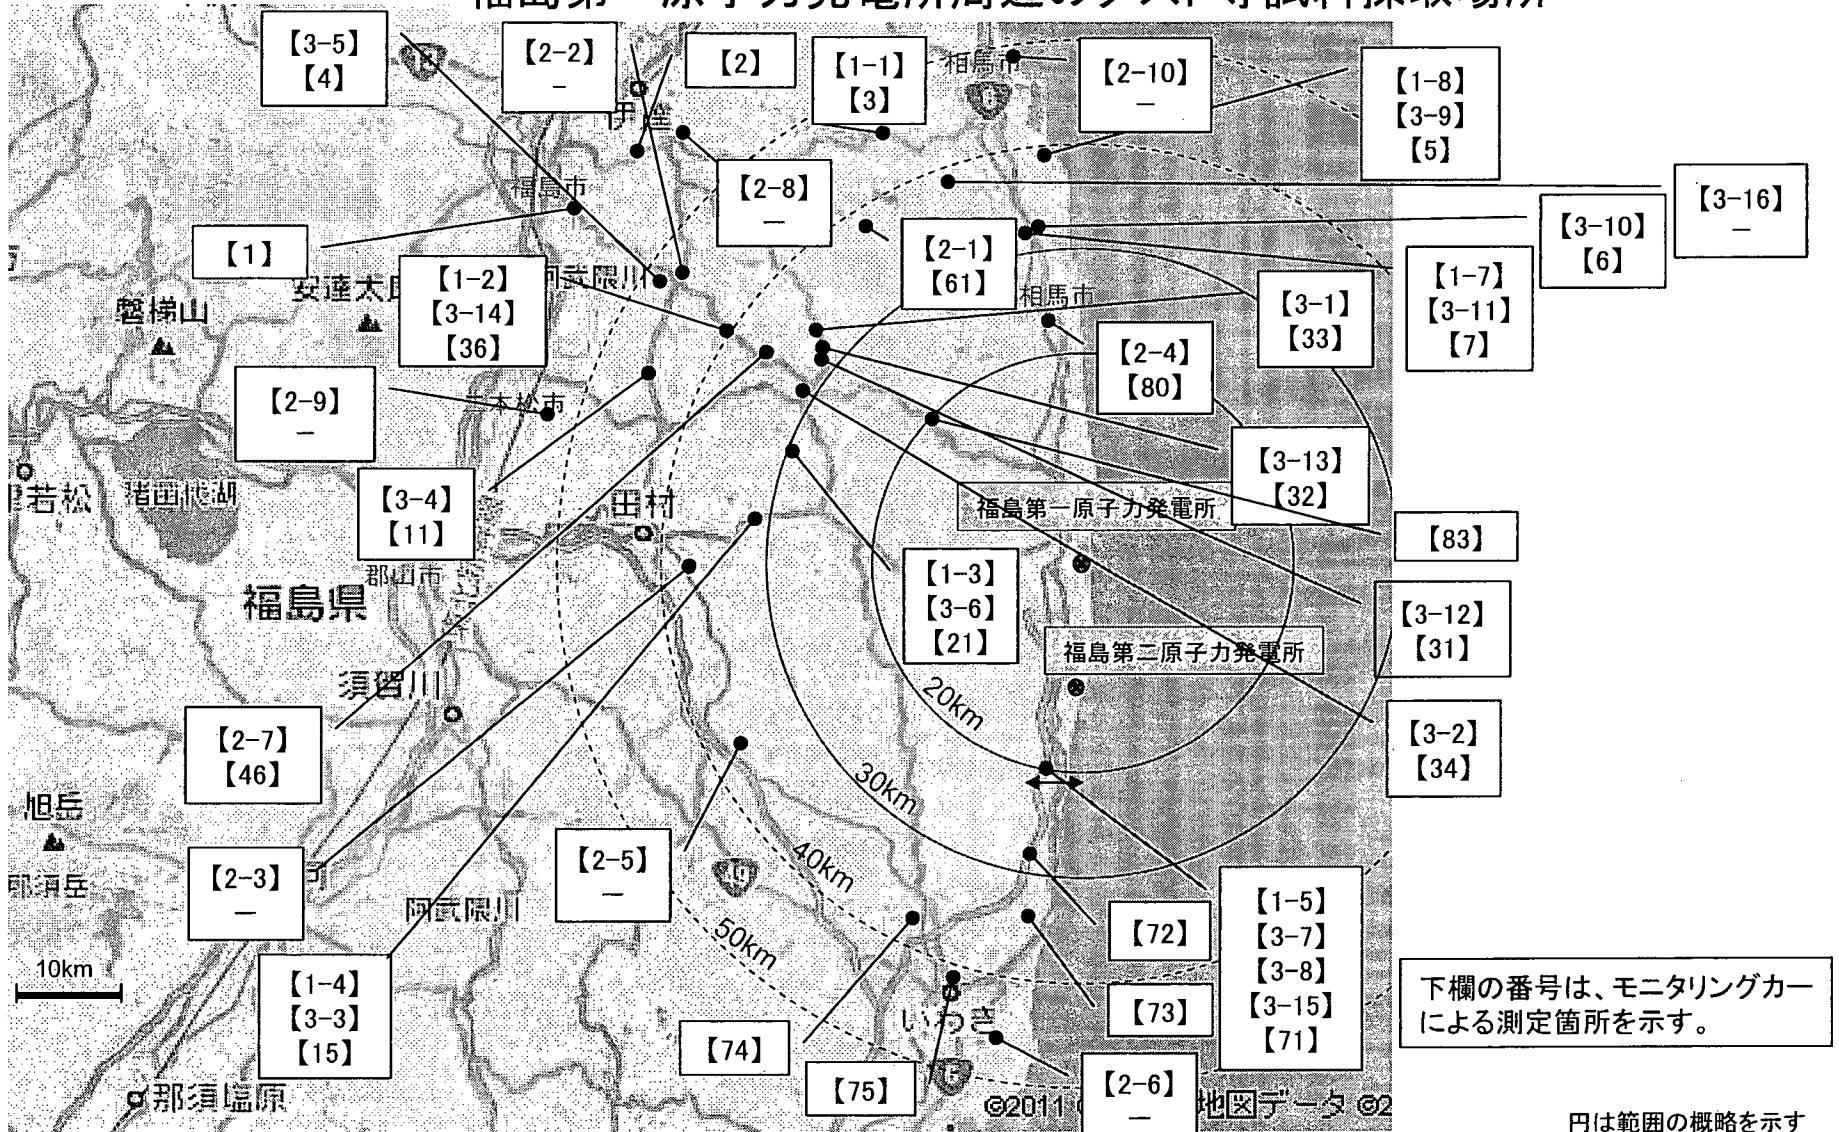 福島第一原子力発電所周辺のダスト等試料採取場所
【3-5】
【4】
【2-2】
－
【2】
【1-1】
【3】
相馬市
【2-10】
－
【1-8】
【3-9】
【5】
福島市
【2-8】
－
【3-16】
－
【3-10】
【6】
【1】
【2-1】
【61】
【1-7】
【3-11】
【7】
阿武隈川
【1-2】
【3-14】
【36】
磐梯山
相馬市
【3-1】
【33】
【2-4】
【80】
【2-9】
－
二本松市
【3-13】
【32】
猪苗代湖
若松
【3-4】
【11】
田村
福島第一原子力発電所
【83】
郡山市
福島県
【1-3】
【3-6】
【21】
【3-12】
【31】
福島第二原子力発電所
須賀川
20km
【2-7】
【46】
【3-2】
【34】
旭岳
30km
【2-3】
－
【2-5】
－
40km
49
那須岳
阿武隈川
50km
【72】
【1-5】
【3-7】
【3-8】
【3-15】
【71】
10km
【1-4】
【3-3】
【15】
【73】
いわき
【74】
【75】
6
【2-6】
－
下欄の番号は、モニタリングカー
による測定箇所を示す。
那須塩原
©2011
地図データ ©2
円は範囲の概略を示す